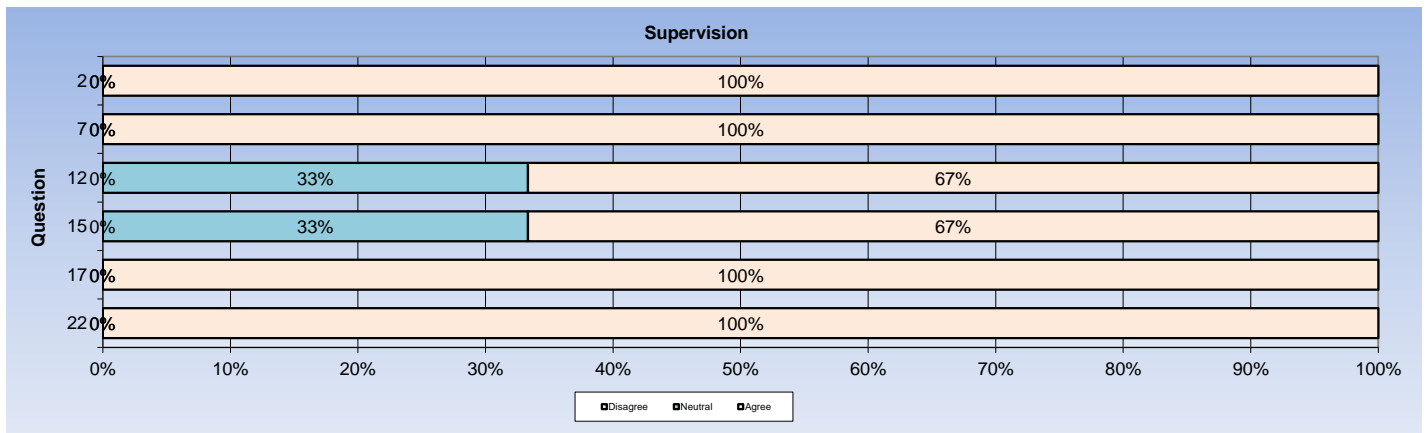 Supervision
2 0% 100%
7 0% 100%
12 0% 33% 67%
15 0% 33% 67%
17 0% 100%
22 0% 100%
Question
0% 10% 20% 30% 40% 50% 60% 70% 80% 90% 100%
Disagree Neutral Agree